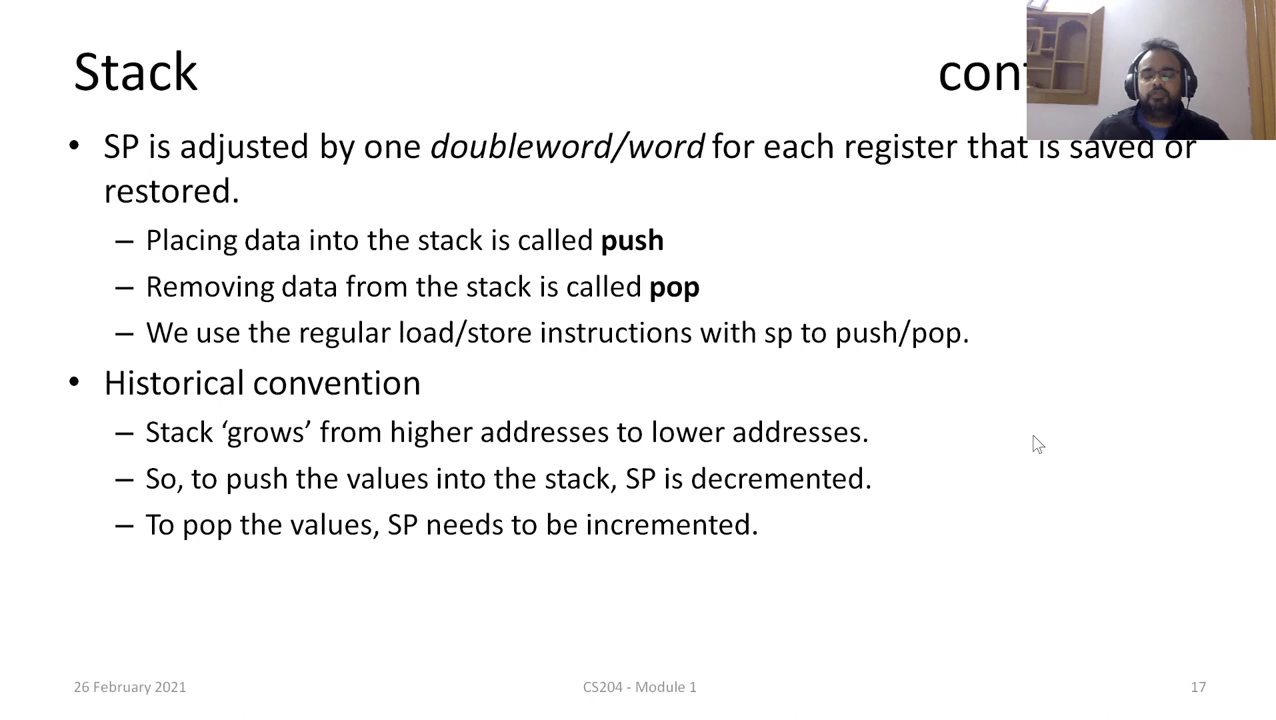 Stack
• SP is adjusted by one doubleword/word for each register that is saved or
restored.
– Placing data into the stack is called push
– Removing data from the stack is called pop
– We use the regular load/store instructions with sp to push/pop.
• Historical convention
– Stack ‘grows’ from higher addresses to lower addresses.
– So, to push the values into the stack, SP is decremented.
– To pop the values, SP needs to be incremented.
26 February 2021 CS204 - Module 1 17